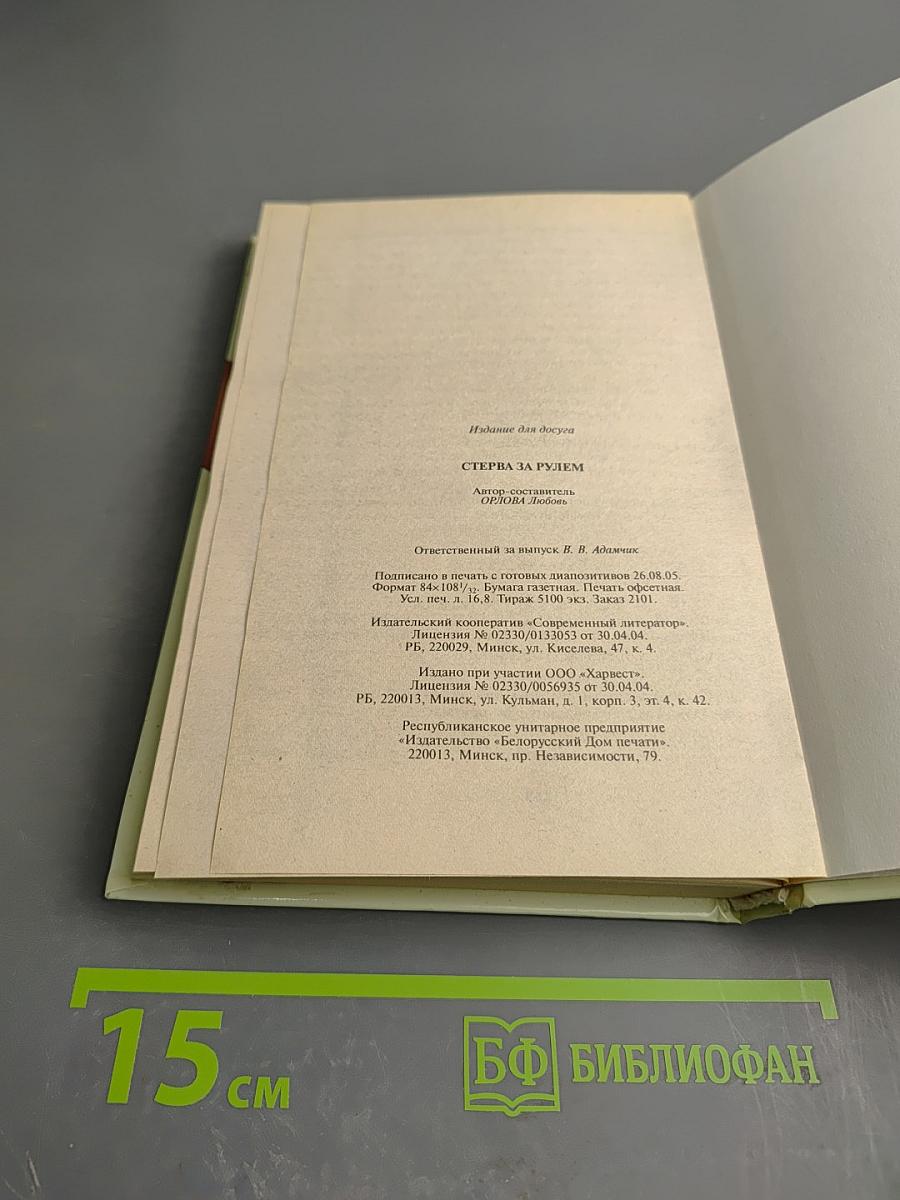 Издание для досуга
СТЕРВА ЗА РУЛЕМ
Автор-составитель
ОРЛОВА Любовь
Ответственный за выпуск В. В. Адамчик
Подписано в печать с готовых диапозитивов 26.08.05.
Формат 84×108¹/₃₂. Бумага газетная. Печать офсетная.
Усл. печ. л. 16,8. Тираж 5100 экз. Заказ 2101.
Издательский кооператив «Современный литератор».
Лицензия № 02330/0133053 от 30.04.04.
РБ, 220029, Минск, ул. Киселева, 47, к. 4.
Издано при участии ООО «Харвест».
Лицензия № 02330/0056935 от 30.04.04.
РБ, 220013, Минск, ул. Кульман, д. 1, корп. 3, эт. 4, к. 42.
Республиканское унитарное предприятие
«Издательство «Белорусский Дом печати».
220013, Минск, пр. Независимости, 79.
15 см
БФ БИБЛИОФАН